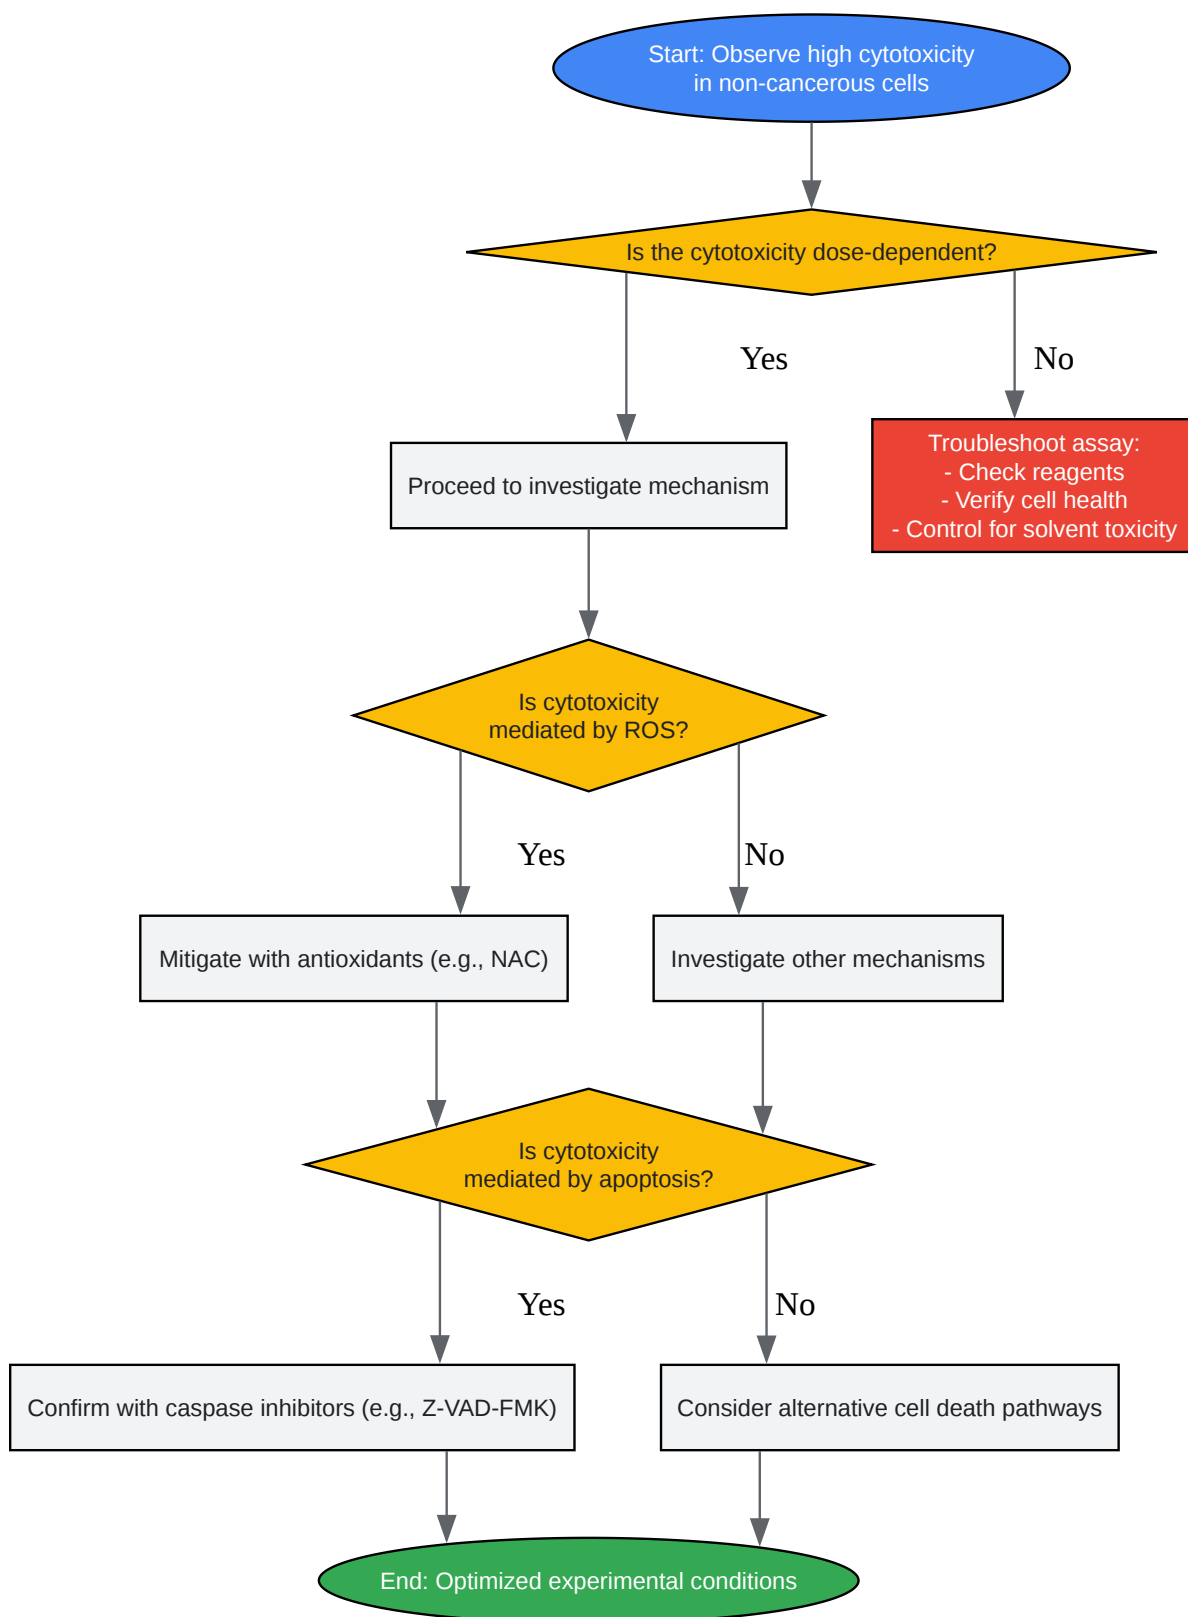 Start: Observe high cytotoxicity
in non-cancerous cells
Is the cytotoxicity dose-dependent?
Yes
No
Troubleshoot assay:
- Check reagents
- Verify cell health
- Control for solvent toxicity
Proceed to investigate mechanism
Is cytotoxicity
mediated by ROS?
Yes
No
Mitigate with antioxidants (e.g., NAC)
Investigate other mechanisms
Is cytotoxicity
mediated by apoptosis?
Yes
No
Confirm with caspase inhibitors (e.g., Z-VAD-FMK)
Consider alternative cell death pathways
End: Optimized experimental conditions